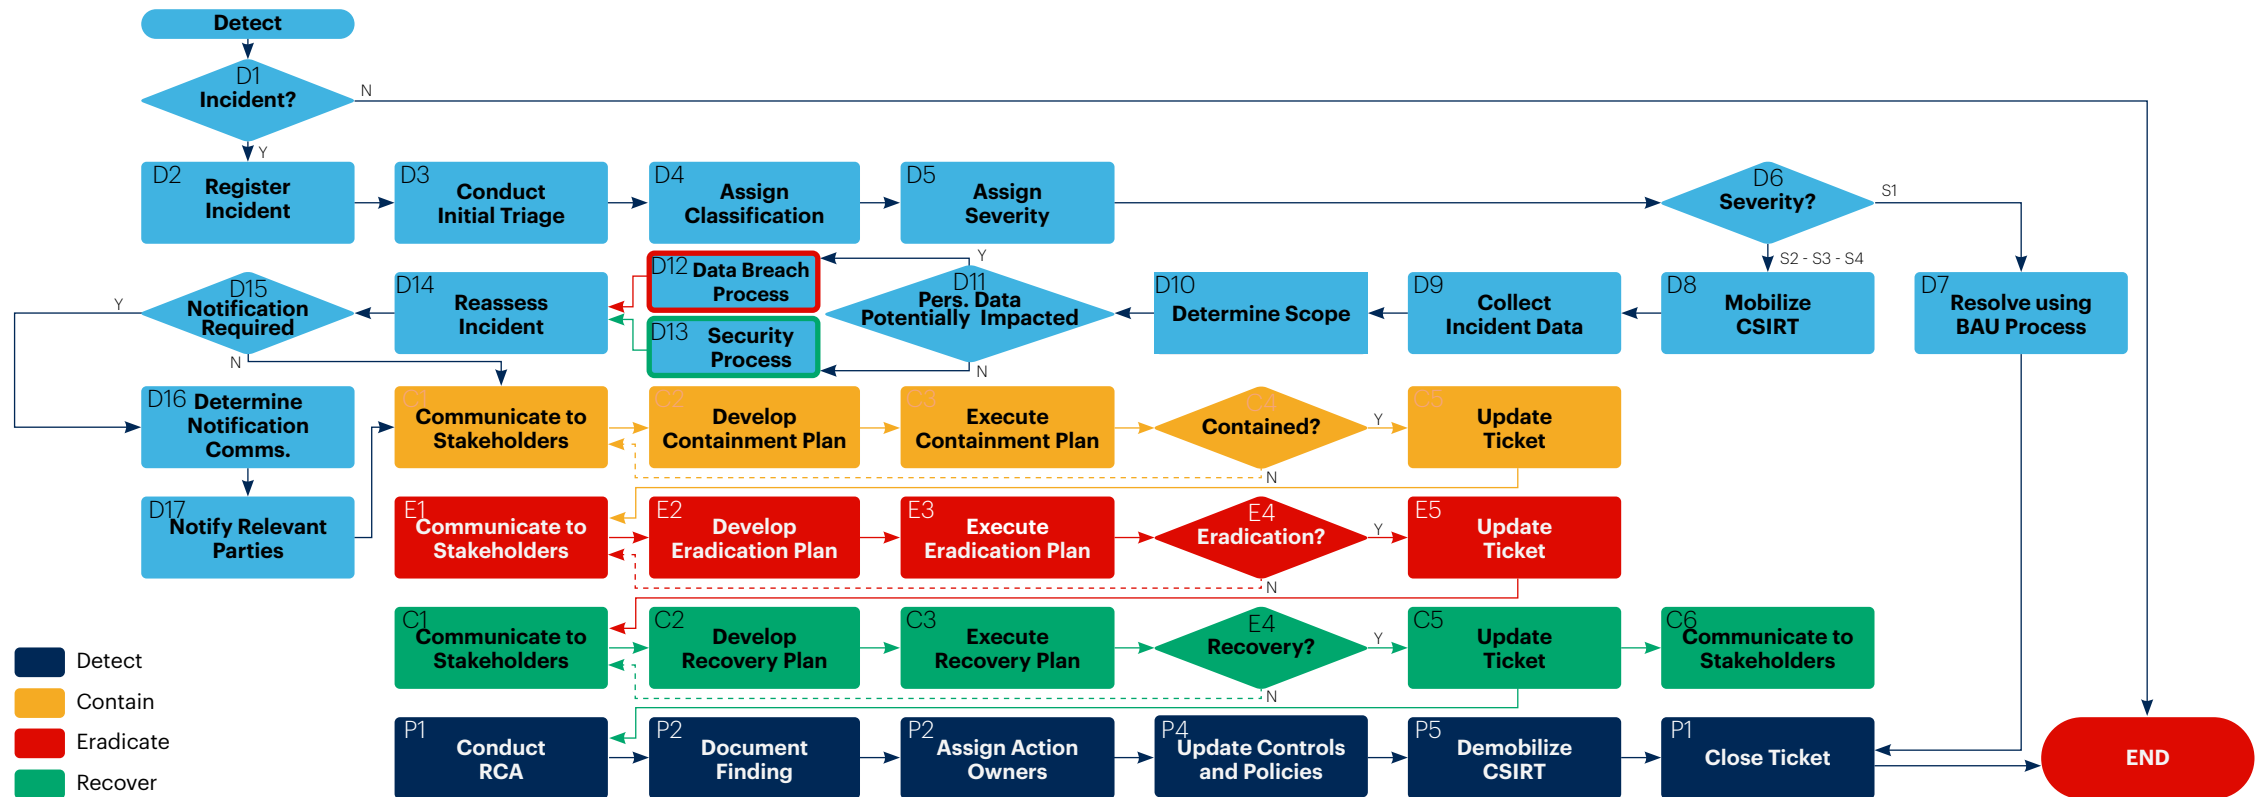 Detect
D1
Incident?
N
Y
D2
Register
Incident
D3
Conduct
Initial Triage
D4
Assign
Classification
D5
Assign
Severity
D6
Severity?
S1
S2 - S3 - S4
D15
Notification
Required
Y
N
D14
Reassess
Incident
D12
Data Breach
Process
D13
Security
Process
Y
D11
Pers. Data
Potentially Impacted
N
D10
Determine Scope
D9
Collect
Incident Data
D8
Mobilize
CSIRT
D7
Resolve using
BAU Process
D16
Determine
Notification
Comms.
C1
Communicate to
Stakeholders
C2
Develop
Containment Plan
C3
Execute
Containment Plan
C4
Contained?
Y
N
C5
Update
Ticket
D17
Notify Relevant
Parties
E1
Communicate to
Stakeholders
E2
Develop
Eradication Plan
E3
Execute
Eradication Plan
E4
Eradication?
Y
N
E5
Update
Ticket
C1
Communicate to
Stakeholders
C2
Develop
Recovery Plan
C3
Execute
Recovery Plan
E4
Recovery?
Y
N
C5
Update
Ticket
C6
Communicate to
Stakeholders
P1
Conduct
RCA
P2
Document
Finding
P2
Assign Action
Owners
P4
Update Controls
and Policies
P5
Demobilize
CSIRT
P1
Close Ticket
END
Detect
Contain
Eradicate
Recover